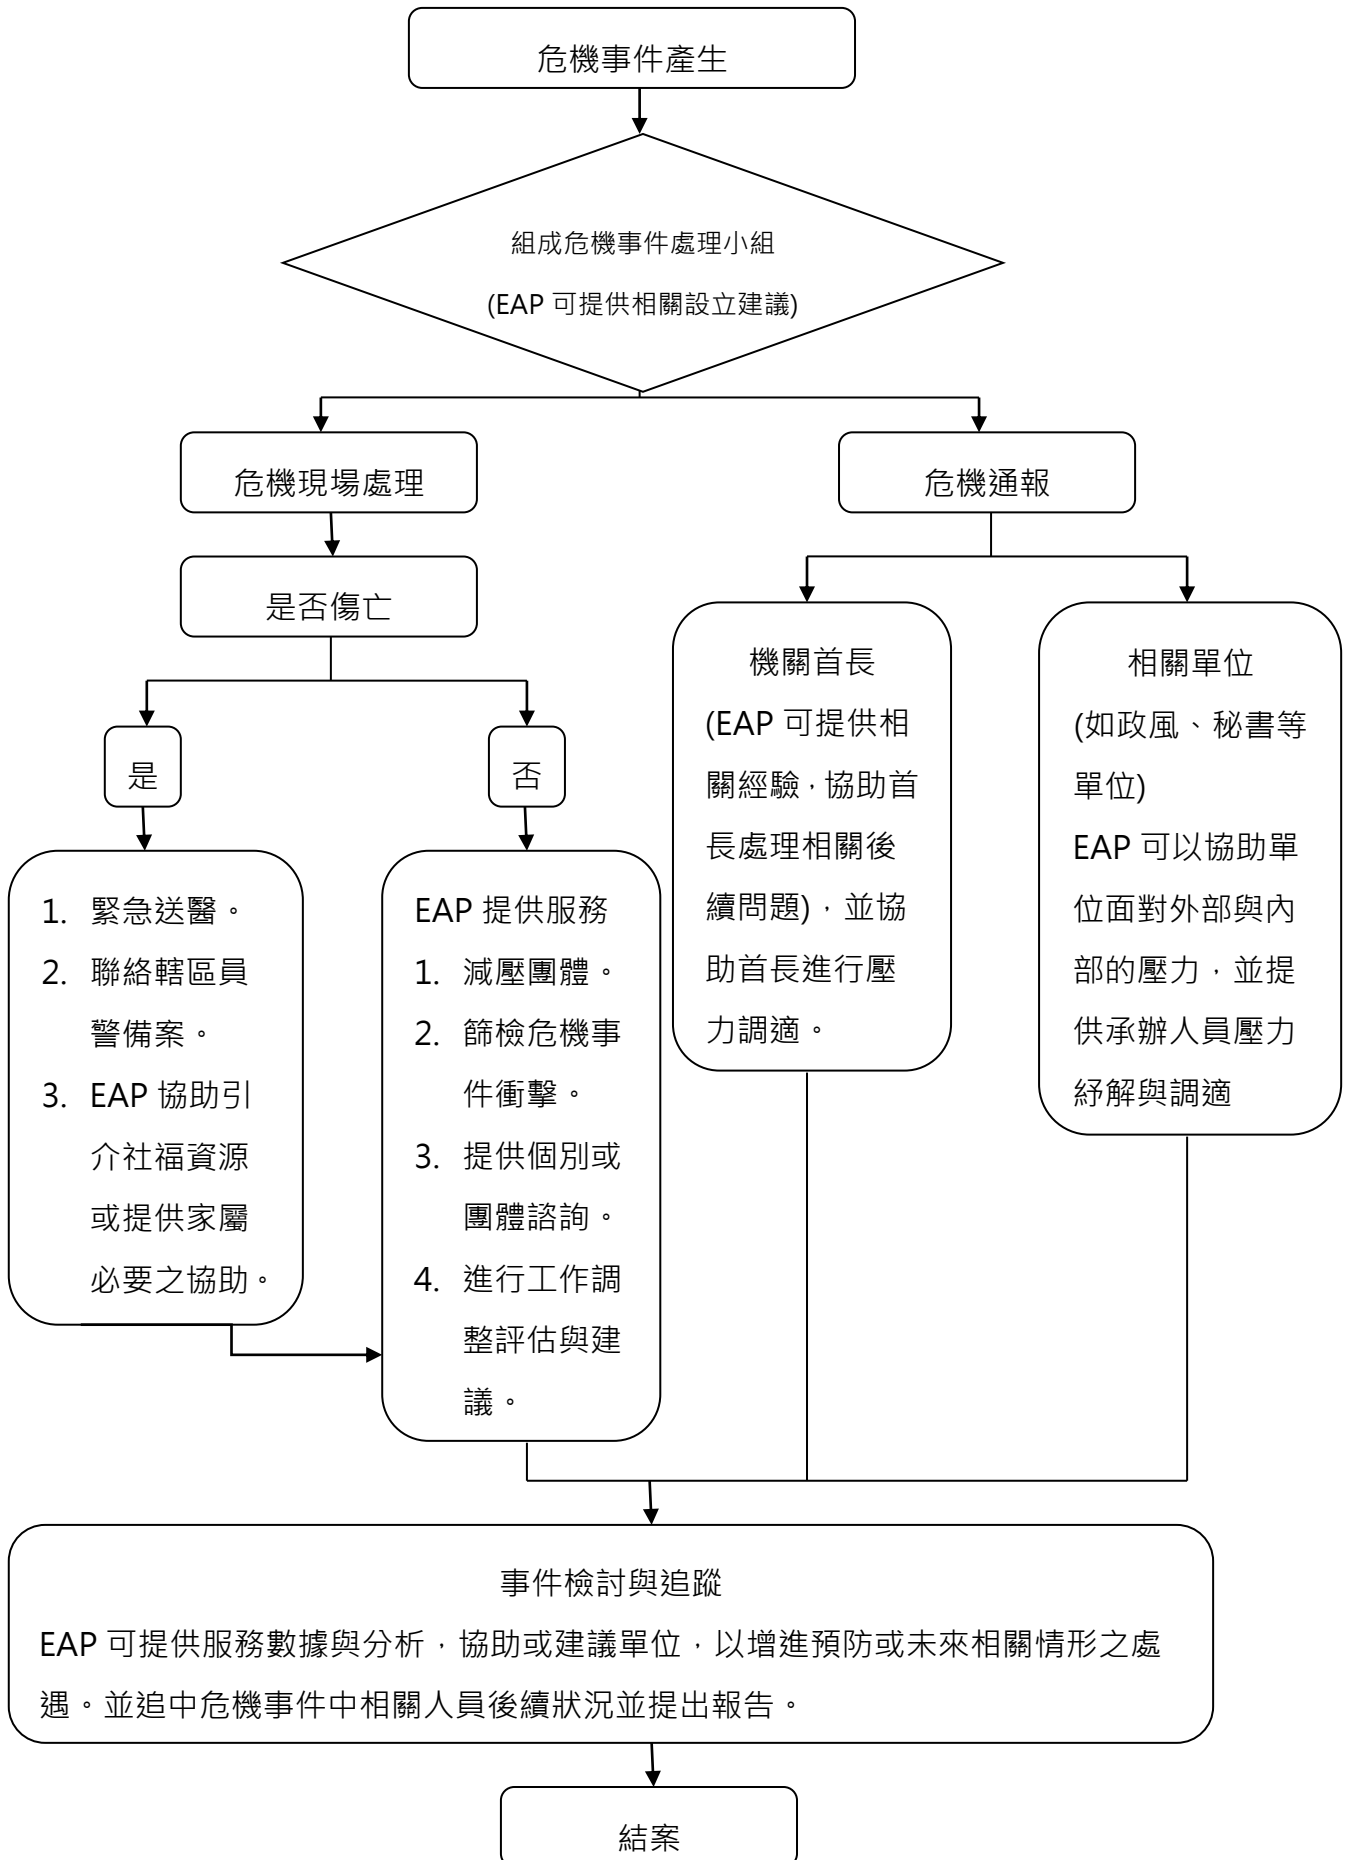 危機事件產生
組成危機事件處理小組
(EAP 可提供相關設立建議)
危機現場處理
危機通報
是否傷亡
是
否
機關首長
(EAP 可提供相
關經驗，協助首
長處理相關後
續問題)，並協
助首長進行壓
力調適。
相關單位
(如政風、秘書等
單位)
EAP 可以協助單
位面對外部與內
部的壓力，並提
供承辦人員壓力
紓解與調適
1. 緊急送醫。
2. 聯絡轄區員
警備案。
3. EAP 協助引
介社福資源
或提供家屬
必要之協助。
EAP 提供服務
1. 減壓團體。
2. 篩檢危機事
件衝擊。
3. 提供個別或
團體諮詢。
4. 進行工作調
整評估與建
議。
事件檢討與追蹤
EAP 可提供服務數據與分析，協助或建議單位，以增進預防或未來相關情形之處
遇。並追中危機事件中相關人員後續狀況並提出報告。
結案